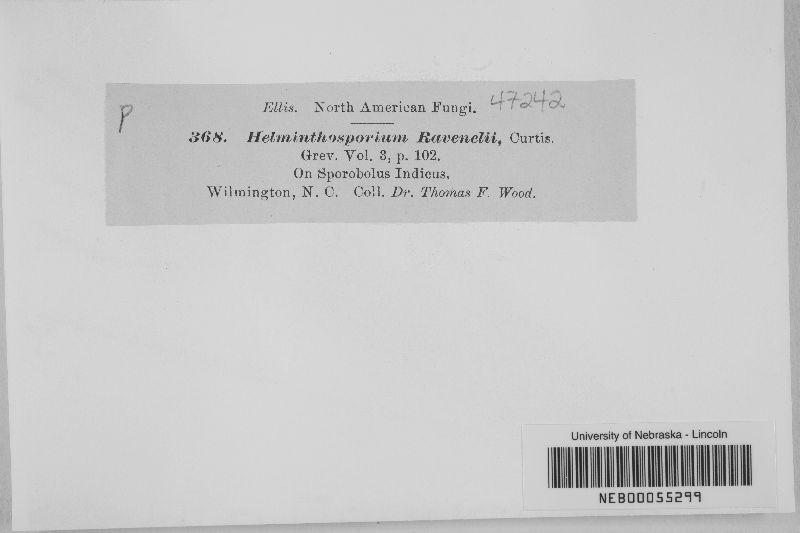 P
Ellis. North American Fungi. 47242
368. Helminthosporium Ravenelii, Curtis.
Grev. Vol. 3, p. 102.
On Sporobolus Indicus.
Wilmington, N. C. Coll. Dr. Thomas F. Wood.
University of Nebraska - Lincoln
NEB00055299